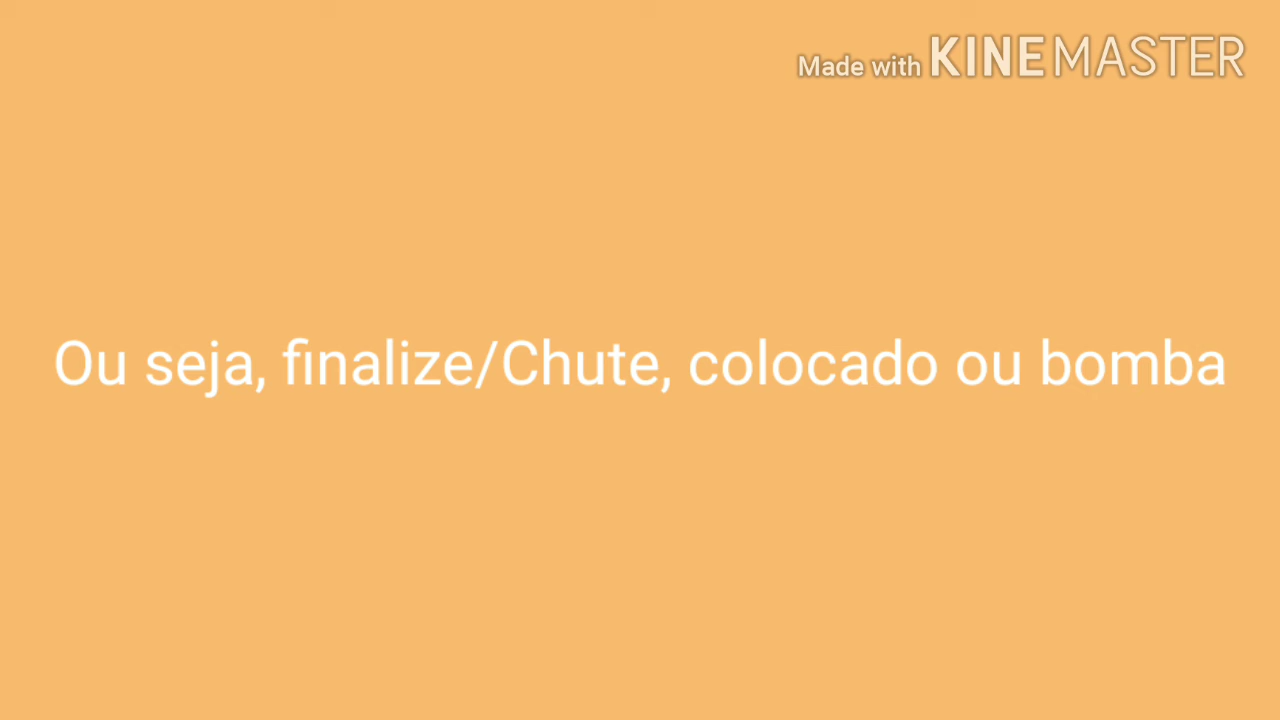 Made with KINEMASTER
Ou seja, finalize/Chute, colocado ou bomba